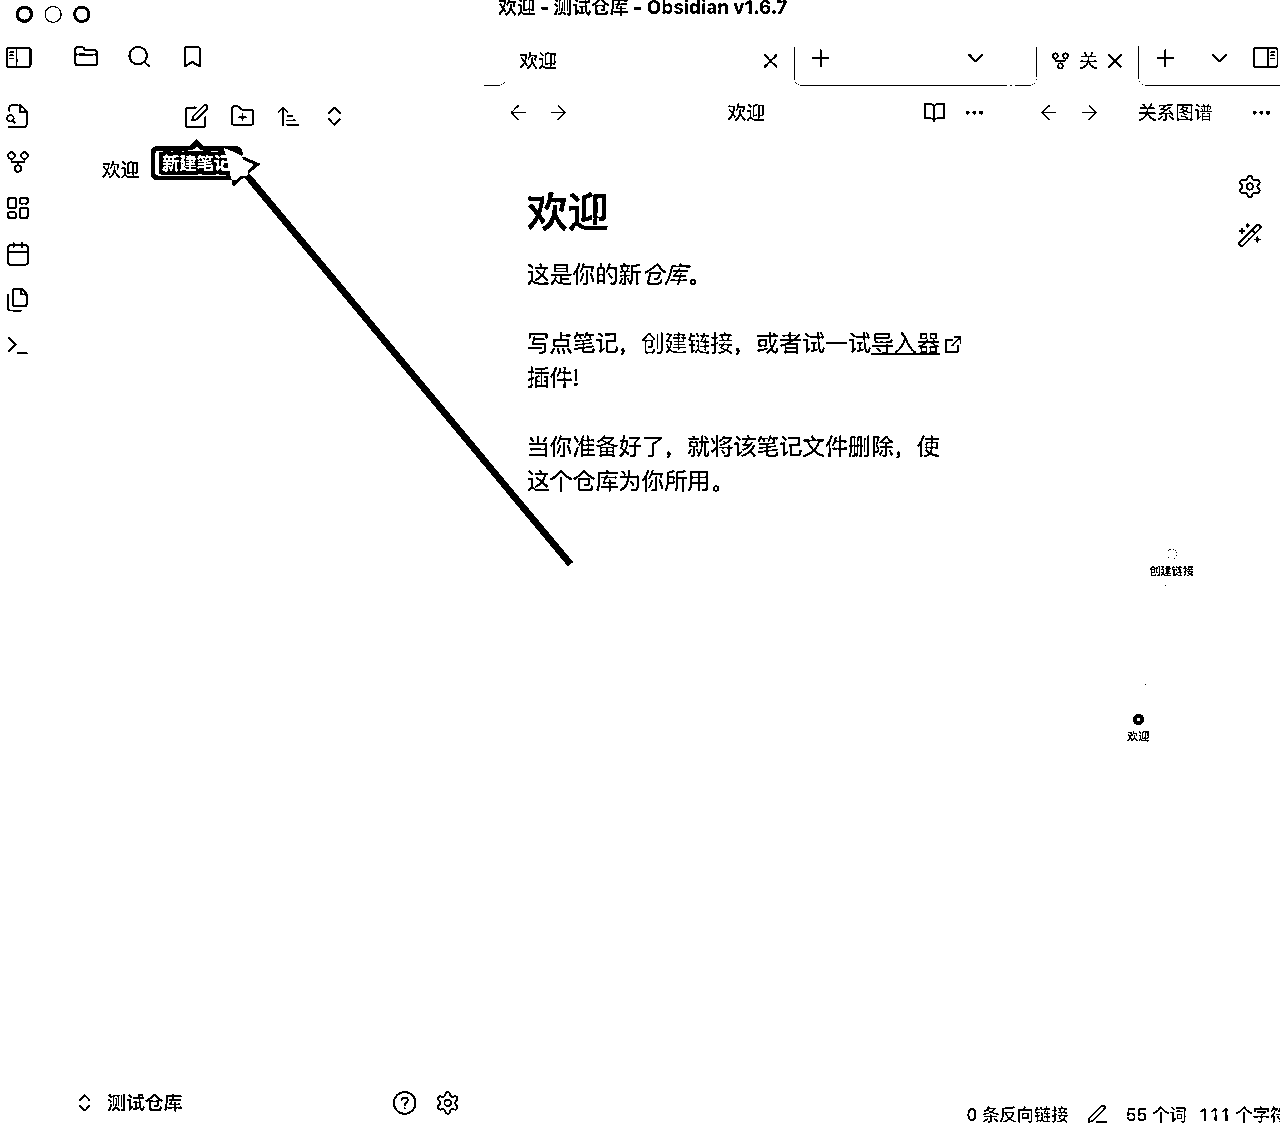 欢迎 - 测试仓库 - Obsidian v1.6.7
欢迎
关
欢迎
关系图谱
欢迎
新建笔记
欢迎
这是你的新仓库。
写点笔记，创建链接，或者试一试导入器
插件!
当你准备好了，就将该笔记文件删除，使
这个仓库为你所用。
创建链接
欢迎
测试仓库
0 条反向链接
55 个词
111 个字符